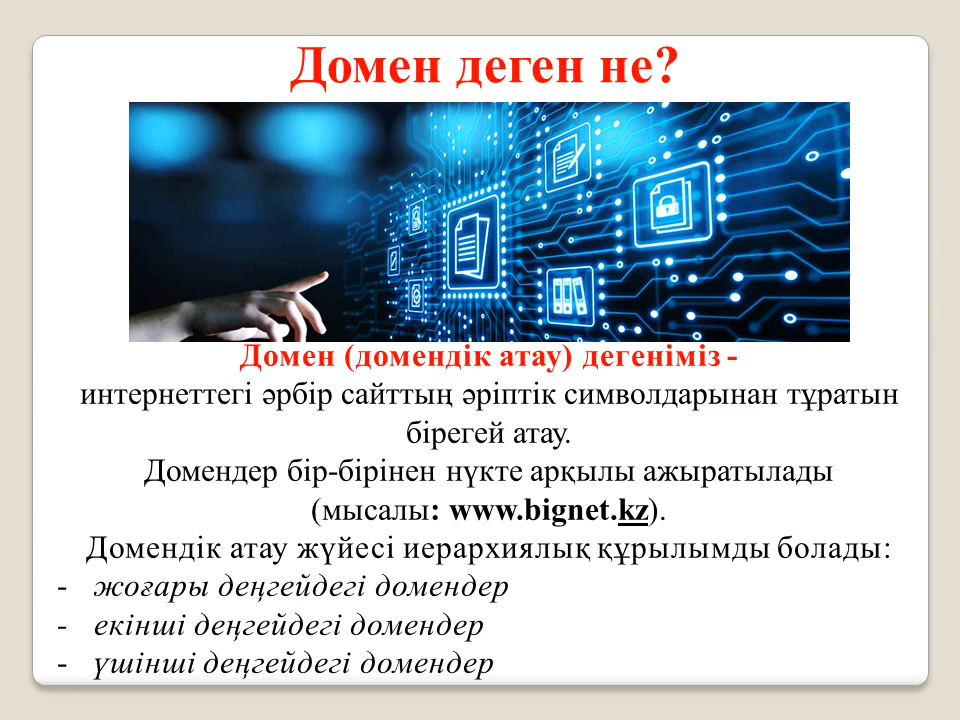 Домен деген не?
Домен (домендік атау) дегеніміз -
интернеттегі әрбір сайттың әріптік символдарынан тұратын
бірегей атау.
Домендер бір-бірінен нүкте арқылы ажыратылады
(мысалы: www.bignet.kz).
Домендік атау жүйесі иерархиялық құрылымды болады:
- жоғары деңгейдегі домендер
- екінші деңгейдегі домендер
- үшінші деңгейдегі домендер